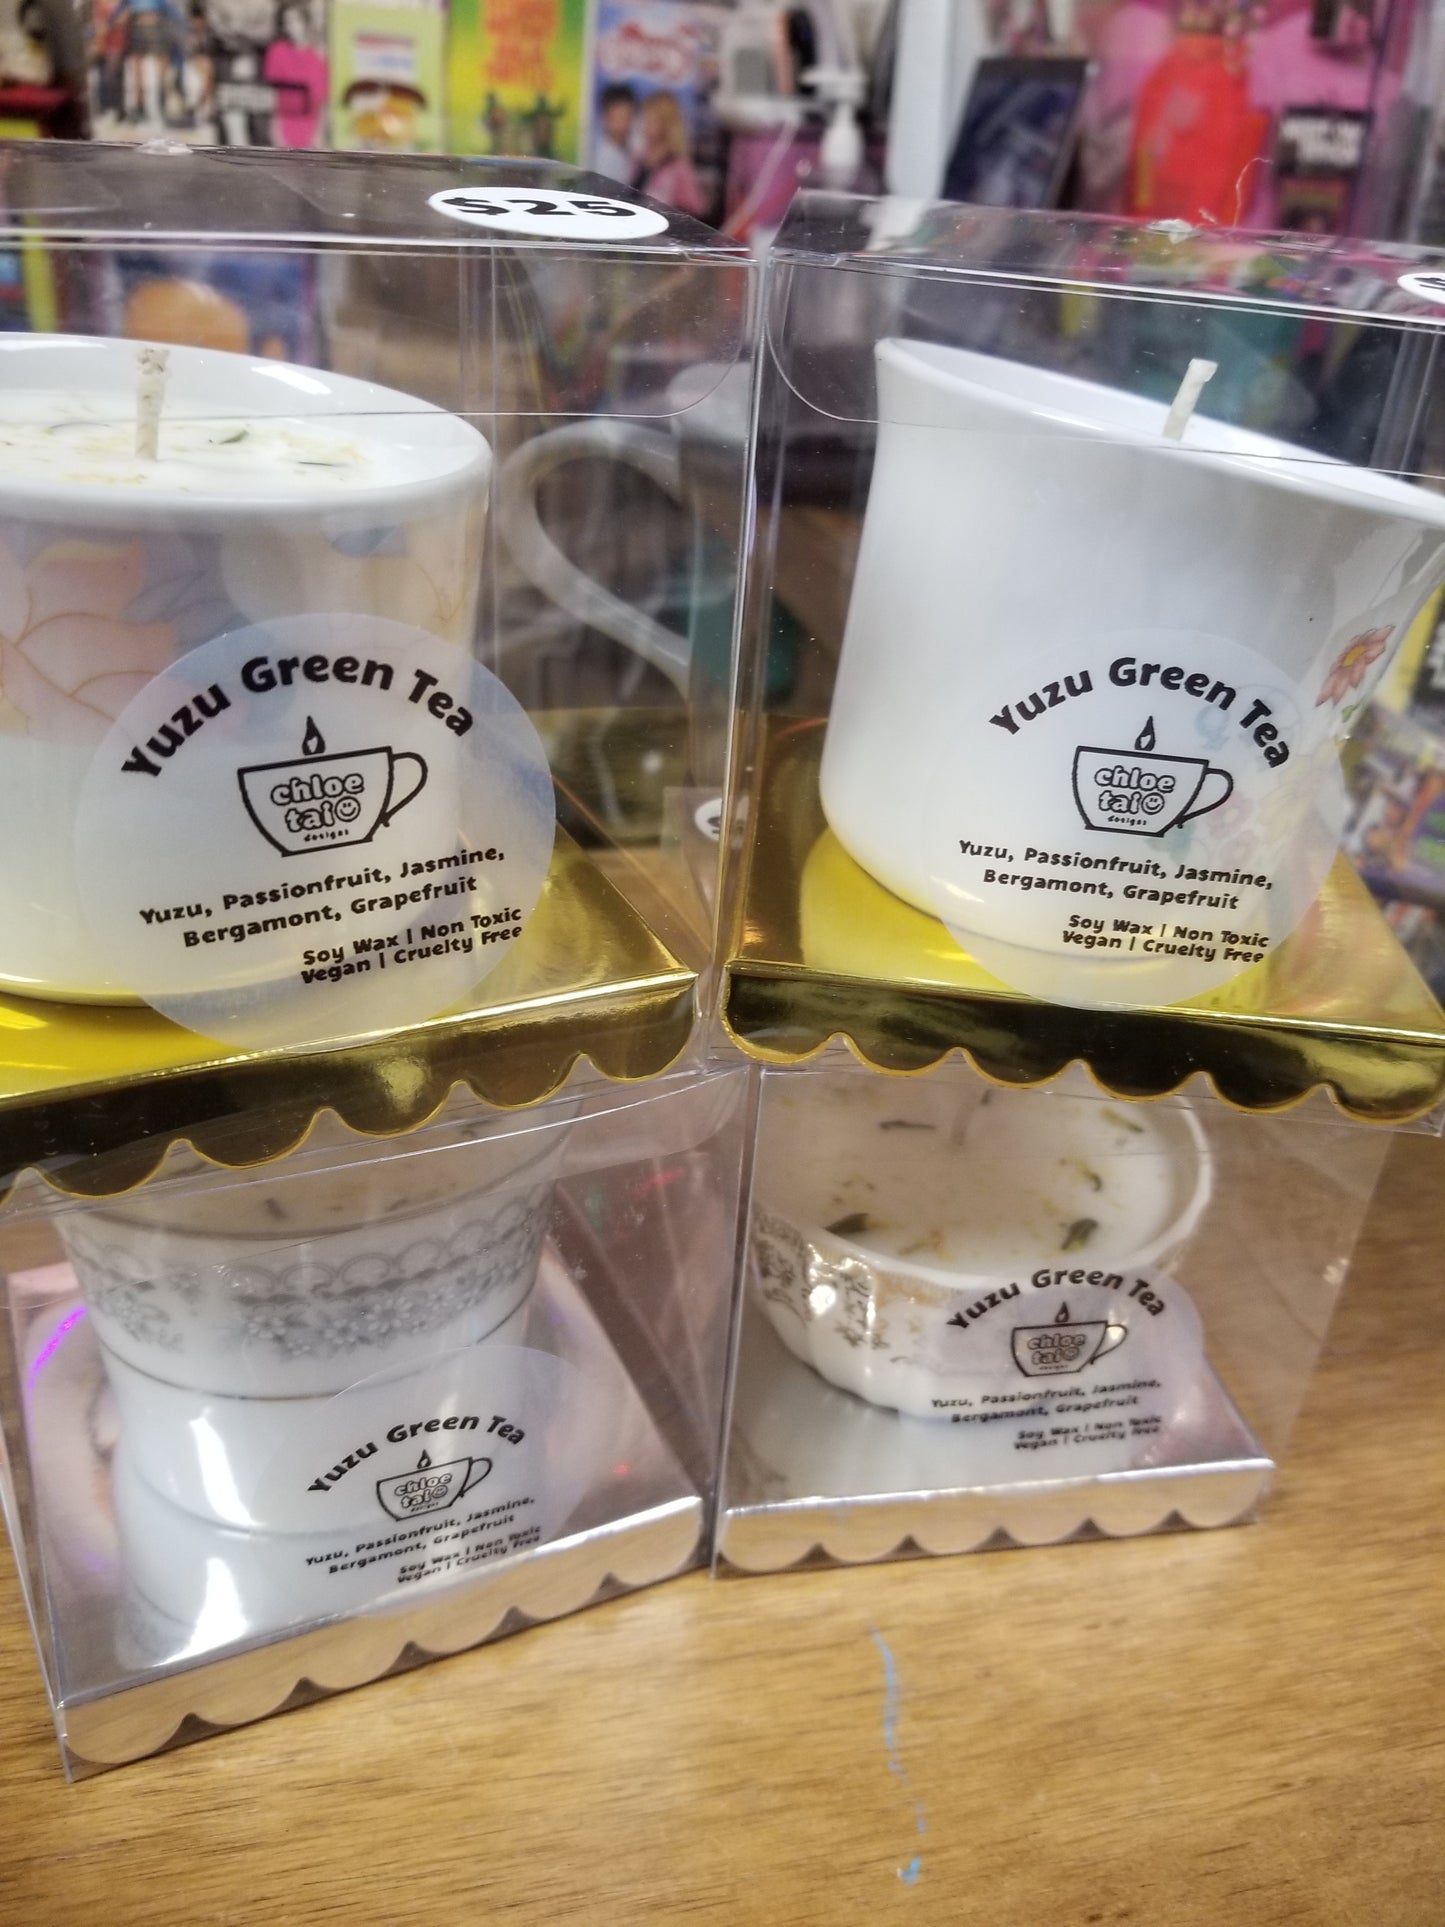 $25
Yuzu Green Tea
chloe
tai
designs
Yuzu, Passionfruit, Jasmine,
Bergamont, Grapefruit
Soy Wax | Non Toxic
Vegan | Cruelty Free
Yuzu Green Tea
chloe
tai
designs
Yuzu, Passionfruit, Jasmine,
Bergamont, Grapefruit
Soy Wax | Non Toxic
Vegan | Cruelty Free
Yuzu Green Tea
chloe
tai
designs
Yuzu, Passionfruit, Jasmine,
Bergamont, Grapefruit
Soy Wax | Non Toxic
Vegan | Cruelty Free
Yuzu Green Tea
chloe
tai
designs
Yuzu, Passionfruit, Jasmine,
Bergamont, Grapefruit
Soy Wax | Non Toxic
Vegan | Cruelty Free